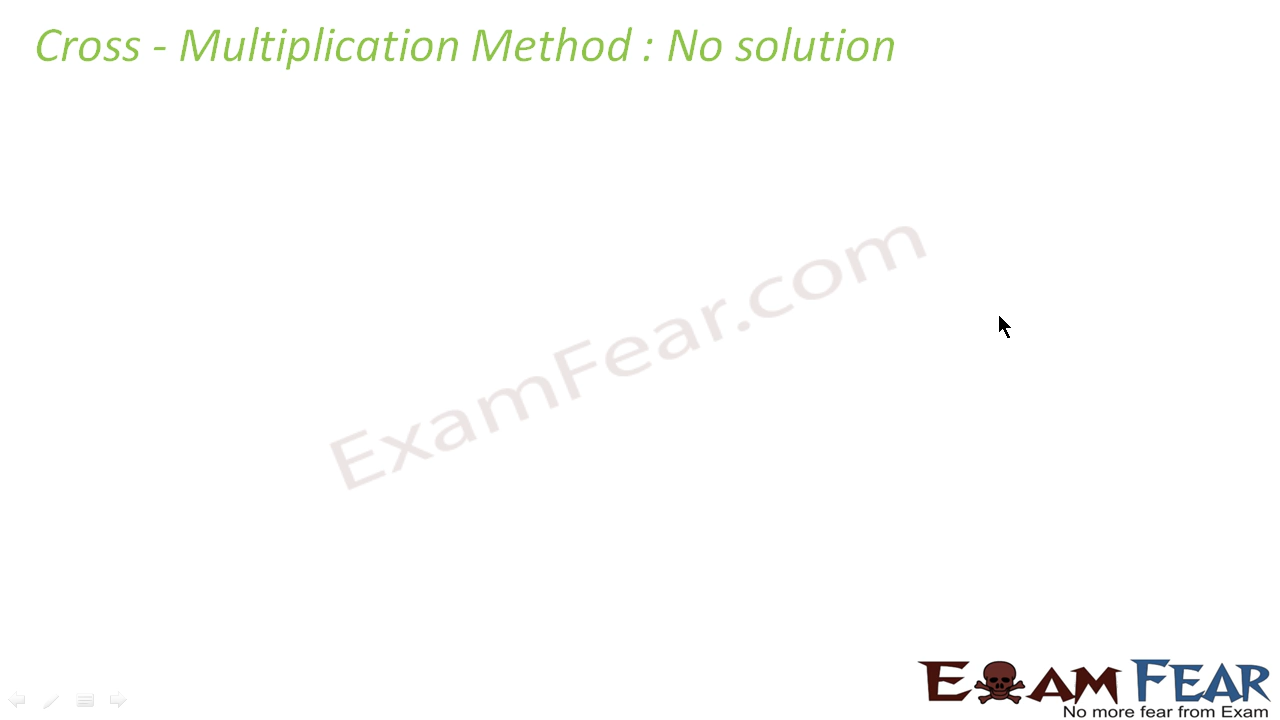 Cross - Multiplication Method : No solution
ExamFear.com
EXAM FEAR
No more fear from Exam